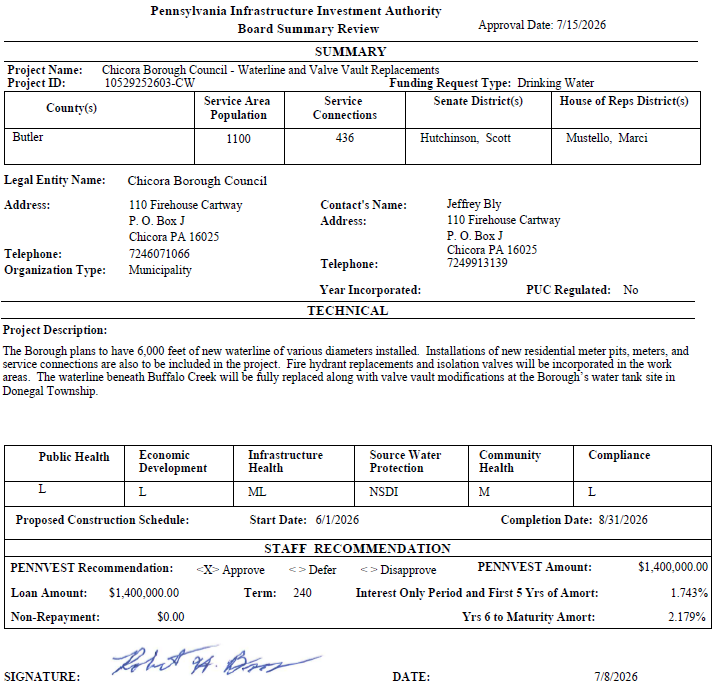 Pennsylvania Infrastructure Investment Authority
Board Summary Review
Approval Date: 7/15/2026
SUMMARY
Project Name: Chicora Borough Council - Waterline and Valve Vault Replacements
Project ID: 10529252603-CW Funding Request Type: Drinking Water
County(s) Service Area Population Service Connections Senate District(s) House of Reps District(s)
Butler 1100 436 Hutchinson, Scott Mustello, Marci
Legal Entity Name: Chicora Borough Council
Address: 110 Firehouse Cartway
P. O. Box J
Chicora PA 16025
Telephone: 7246071066
Organization Type: Municipality
Contact's Name: Jeffrey Bly
Address: 110 Firehouse Cartway
P. O. Box J
Chicora PA 16025
Telephone: 7249913139
Year Incorporated: PUC Regulated: No
TECHNICAL
Project Description:
The Borough plans to have 6,000 feet of new waterline of various diameters installed. Installations of new residential meter pits, meters, and
service connections are also to be included in the project. Fire hydrant replacements and isolation valves will be incorporated in the work
areas. The waterline beneath Buffalo Creek will be fully replaced along with valve vault modifications at the Borough's water tank site in
Donegal Township.
Public Health Economic Development Infrastructure Health Source Water Protection Community Health Compliance
L L ML NSDI M L
Proposed Construction Schedule: Start Date: 6/1/2026 Completion Date: 8/31/2026
STAFF RECOMMENDATION
PENNVEST Recommendation: <X> Approve < > Defer < > Disapprove PENNVEST Amount: $1,400,000.00
Loan Amount: $1,400,000.00 Term: 240 Interest Only Period and First 5 Yrs of Amort: 1.743%
Non-Repayment: $0.00 Yrs 6 to Maturity Amort: 2.179%
SIGNATURE: DATE: 7/8/2026